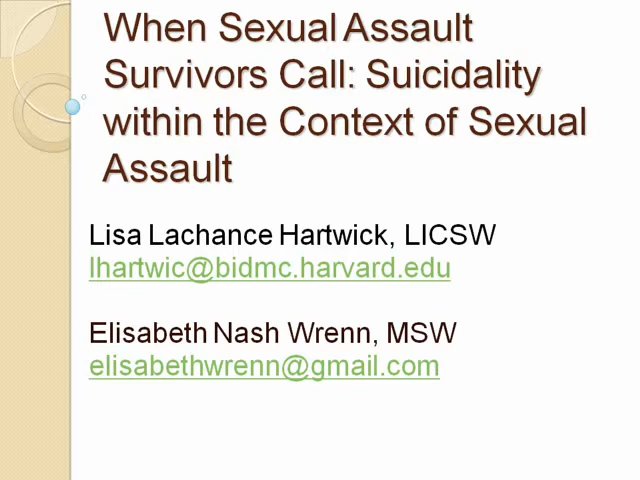 When Sexual Assault
Survivors Call: Suicidality
within the Context of Sexual
Assault
Lisa Lachance Hartwick, LICSW
lhartwic@bidmc.harvard.edu
Elisabeth Nash Wrenn, MSW
elisabethwrenn@gmail.com